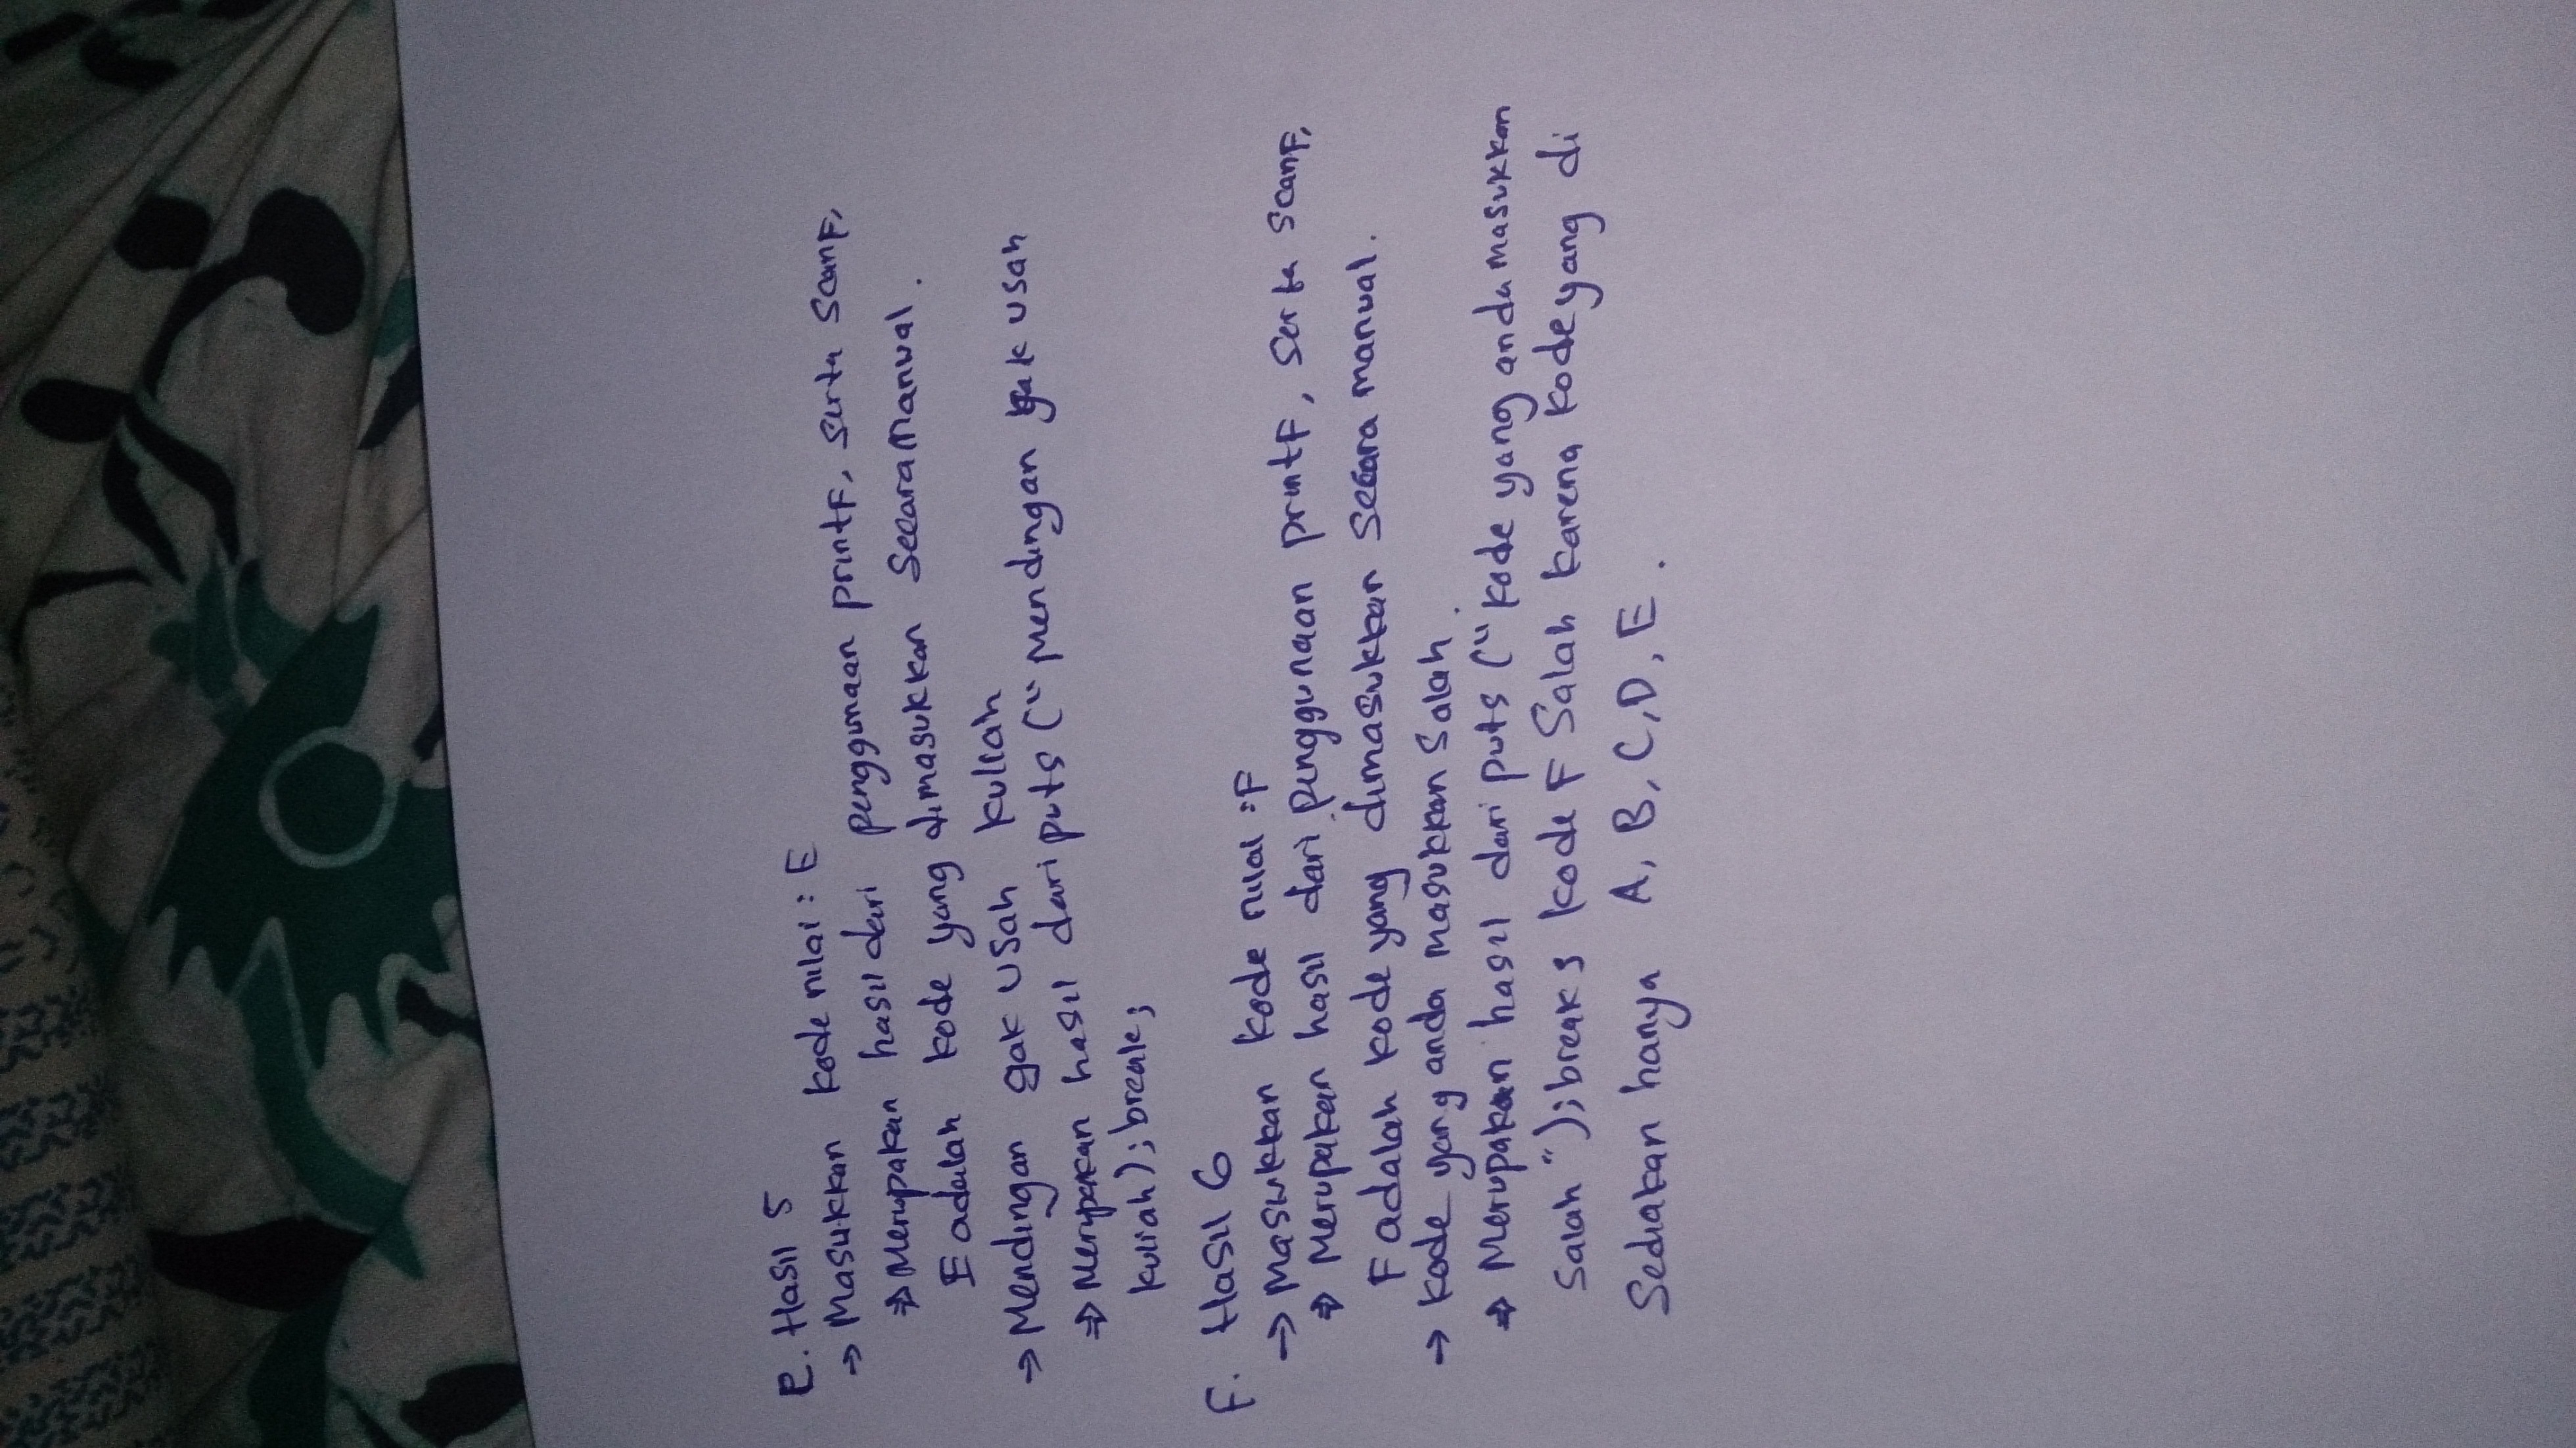 e. Hasil 5
→ Masukkan kode nilai : E
⇒ Merupakan hasil dari penggunaan printf, serta scanf,
E adalah kode yang dimasukkan secara manual.
→ Mendingan gak usah kuliah
⇒ Merupakan hasil dari puts (" Mendingan gak usah
kuliah ); break;
F. Hasil 6
→ Masukkan kode nilai : F
⇒ Merupakan hasil dari penggunaan printf, serta scanf,
F adalah kode yang dimasukkan secara manual.
→ kode yang anda masukkan salah.
⇒ Merupakan hasil dari puts (" kode yang anda masukkan
salah "); break ; kode F salah karena kode yang di
sediakan hanya A, B, C, D, E .